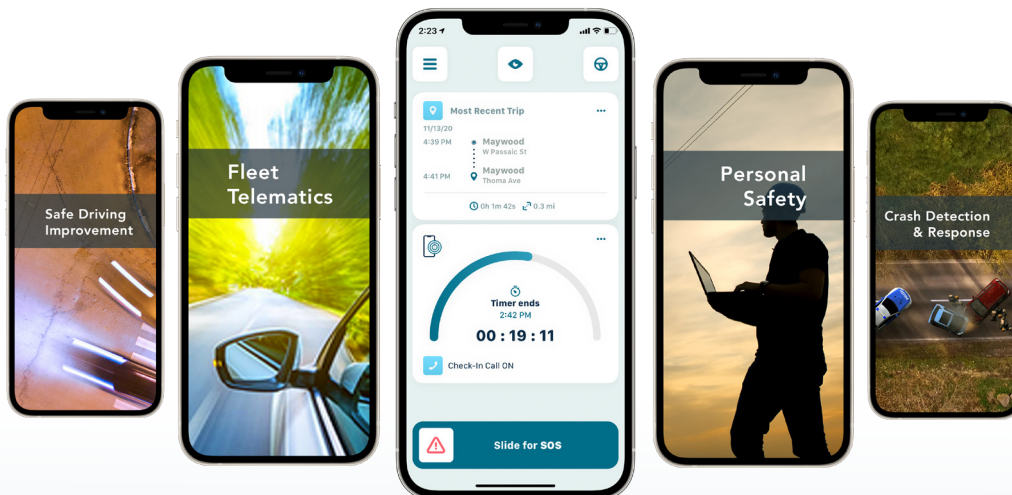 Safe Driving
Improvement
Fleet
Telematics
2:23
Most Recent Trip
11/13/20
4:39 PM
Maywood
W Passaic St
4:41 PM
Maywood
Thoma Ave
0h 1m 42s
0.3 mi
Timer ends
2:42 PM
00 : 19 : 11
Check-In Call ON
Slide for SOS
Personal
Safety
Crash Detection
& Response